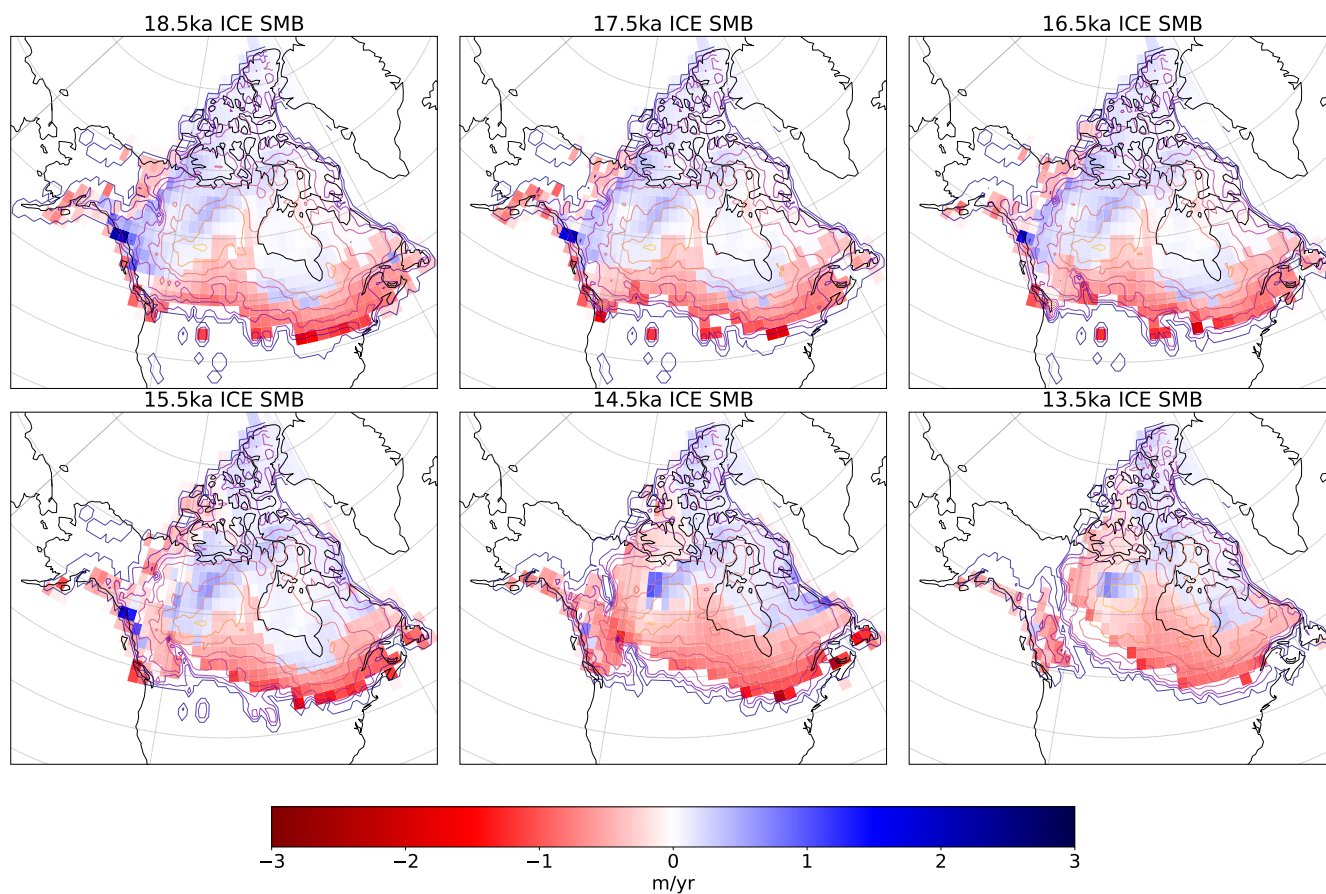 18.5ka ICE SMB
17.5ka ICE SMB
16.5ka ICE SMB
15.5ka ICE SMB
14.5ka ICE SMB
13.5ka ICE SMB
−3 −2 −1 0 1 2 3
m/yr